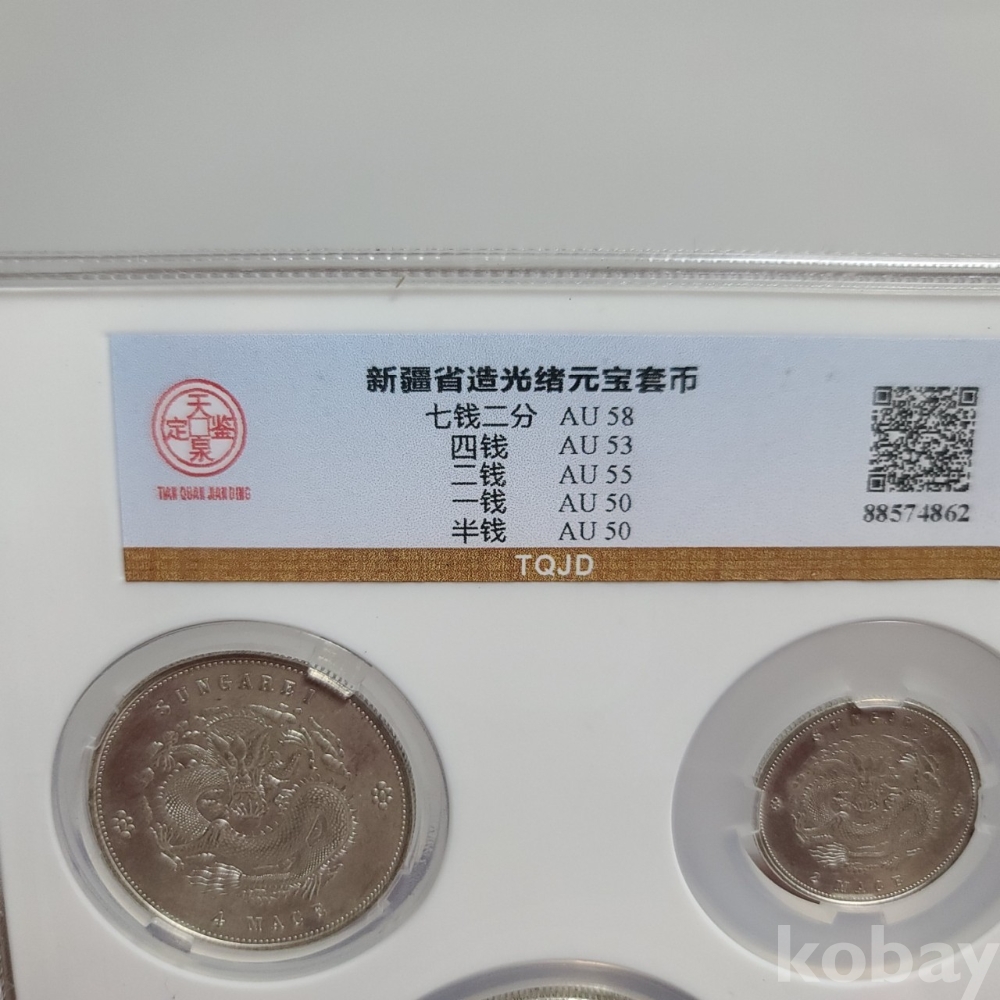 新疆省造光绪元宝套币
七钱二分 AU 58
四钱 AU 53
二钱 AU 55
一钱 AU 50
半钱 AU 50
天泉鉴定
TIAN QUAN JIAN DING
88574862
TQJD
SUNGAREI
4 MACE
MACE
kobay